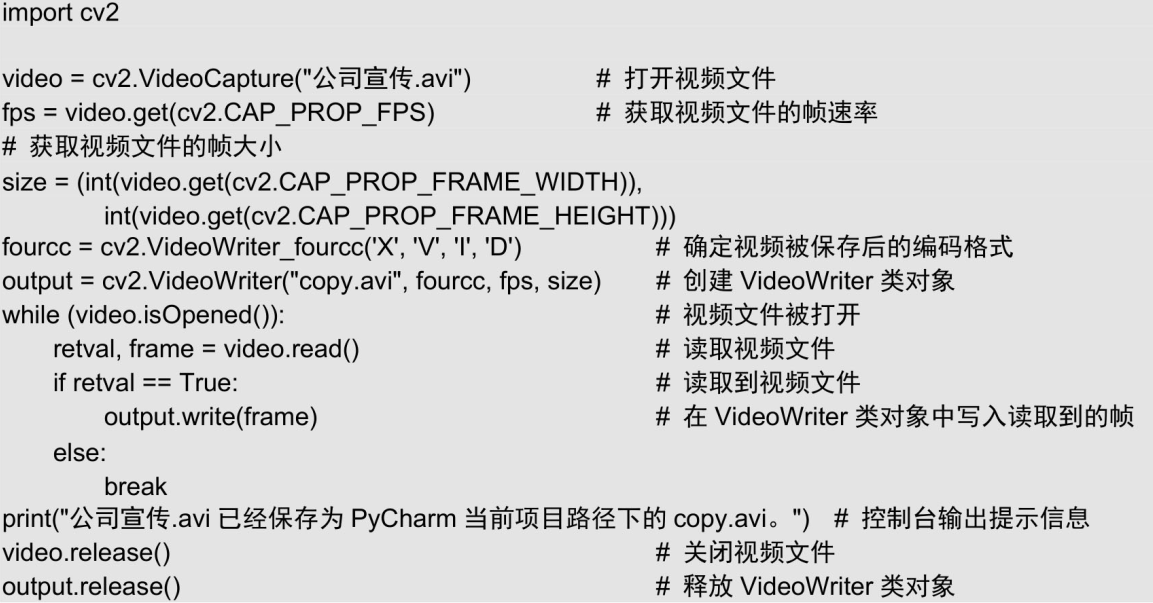 import cv2
video = cv2.VideoCapture("公司宣传.avi") # 打开视频文件
fps = video.get(cv2.CAP_PROP_FPS) # 获取视频文件的帧速率
# 获取视频文件的帧大小
size = (int(video.get(cv2.CAP_PROP_FRAME_WIDTH)),
int(video.get(cv2.CAP_PROP_FRAME_HEIGHT)))
fourcc = cv2.VideoWriter_fourcc('X', 'V', 'I', 'D') # 确定视频被保存后的编码格式
output = cv2.VideoWriter("copy.avi", fourcc, fps, size) # 创建 VideoWriter 类对象
while (video.isOpened()): # 视频文件被打开
retval, frame = video.read() # 读取视频文件
if retval == True: # 读取到视频文件
output.write(frame) # 在 VideoWriter 类对象中写入读取到的帧
else:
break
print("公司宣传.avi 已经保存为 PyCharm 当前项目路径下的 copy.avi。") # 控制台输出提示信息
video.release() # 关闭视频文件
output.release() # 释放 VideoWriter 类对象